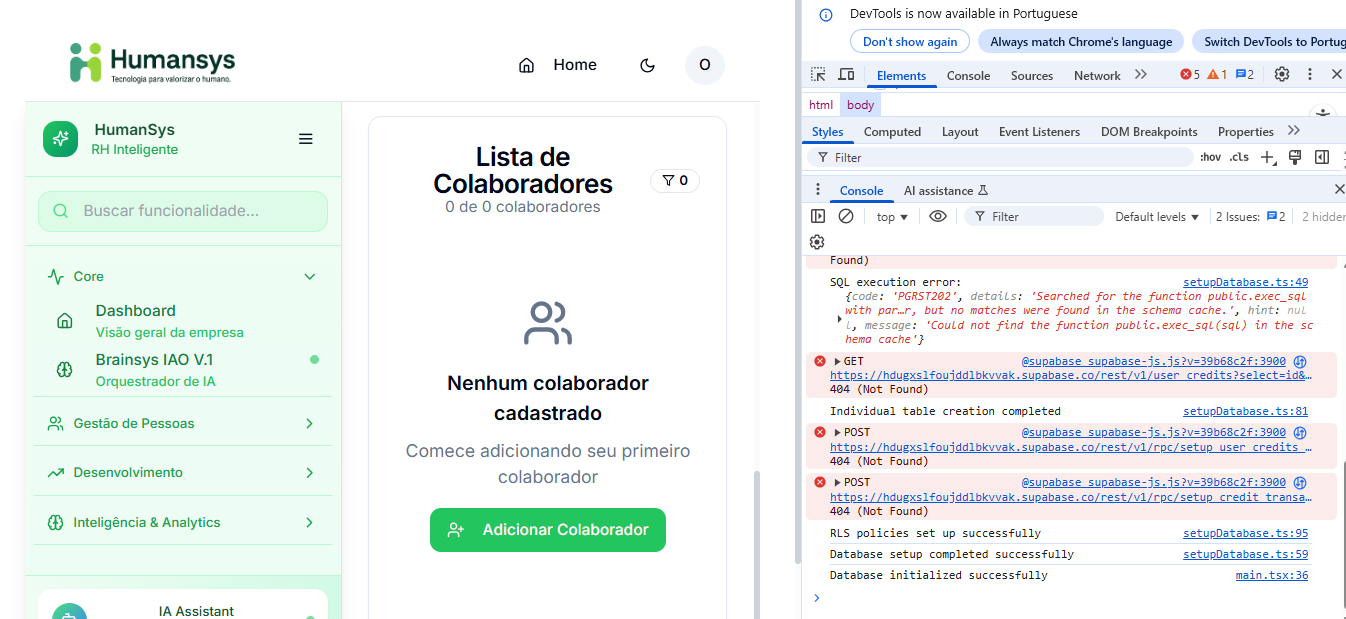 Humansys
Tecnologia para valorizar o humano.
Home
O
HumanSys
RH Inteligente
Buscar funcionalidade...
Core
Dashboard
Visão geral da empresa
Brainsys IAO V.1
Orquestrador de IA
Gestão de Pessoas
Desenvolvimento
Inteligência & Analytics
IA Assistant
Lista de
Colaboradores
0 de 0 colaboradores
0
Nenhum colaborador
cadastrado
Comece adicionando seu primeiro
colaborador
Adicionar Colaborador
DevTools is now available in Portuguese
Don't show again Always match Chrome's language Switch DevTools to Portug
Elements Console Sources Network 5 1 2
html body
Styles Computed Layout Event Listeners DOM Breakpoints Properties
Filter :hov .cls
Console AI assistance
top Filter Default levels 2 Issues: 2 2 hidden
Found)
SQL execution error: setupDatabase.ts:49
{code: 'PGRST202', details: 'Searched for the function public.exec_sql
with par…r, but no matches were found in the schema cache.', hint: nul
l, message: 'Could not find the function public.exec_sql(sql) in the sc
hema cache'}
GET @supabase_supabase-js.js?v=39b68c2f:3900
https://hdugxslfoujddlbkvvak.supabase.co/rest/v1/user_credits?select=id&…
404 (Not Found)
Individual table creation completed setupDatabase.ts:81
POST @supabase_supabase-js.js?v=39b68c2f:3900
https://hdugxslfoujddlbkvvak.supabase.co/rest/v1/rpc/setup_user_credits_…
404 (Not Found)
POST @supabase_supabase-js.js?v=39b68c2f:3900
https://hdugxslfoujddlbkvvak.supabase.co/rest/v1/rpc/setup_credit_transa…
404 (Not Found)
RLS policies set up successfully setupDatabase.ts:95
Database setup completed successfully setupDatabase.ts:59
Database initialized successfully main.tsx:36